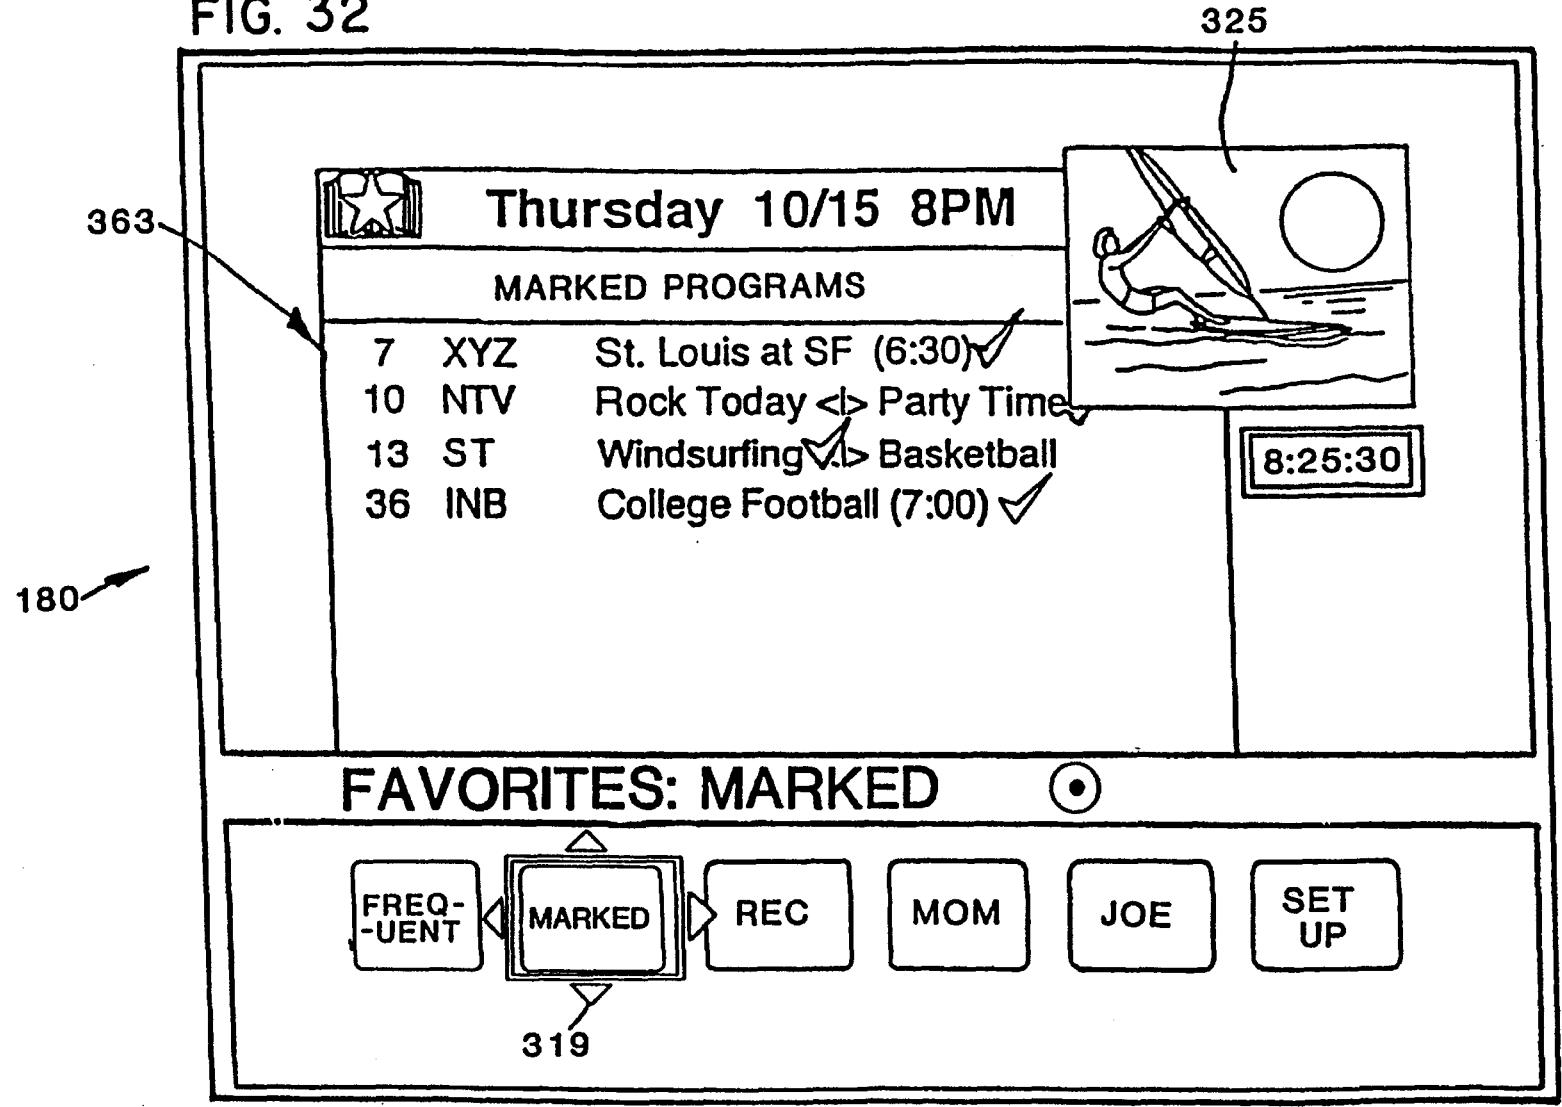 FIG. 32
325
363
Thursday 10/15 8PM
MARKED PROGRAMS
7 XYZ St. Louis at SF (6:30)
10 NTV Rock Today <|> Party Time
13 ST Windsurfing <|> Basketball
36 INB College Football (7:00)
8:25:30
180
FAVORITES: MARKED
FREQ-
-UENT
MARKED
REC
MOM
JOE
SET
UP
319